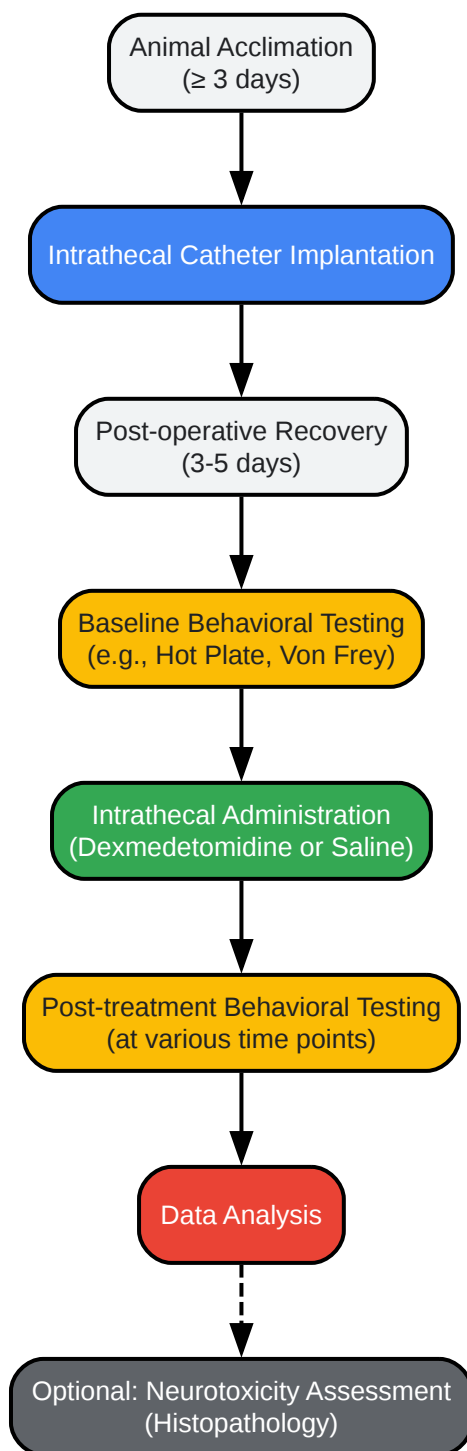 Animal Acclimation
(≥ 3 days)
Intrathecal Catheter Implantation
Post-operative Recovery
(3-5 days)
Baseline Behavioral Testing
(e.g., Hot Plate, Von Frey)
Intrathecal Administration
(Dexmedetomidine or Saline)
Post-treatment Behavioral Testing
(at various time points)
Data Analysis
Optional: Neurotoxicity Assessment
(Histopathology)